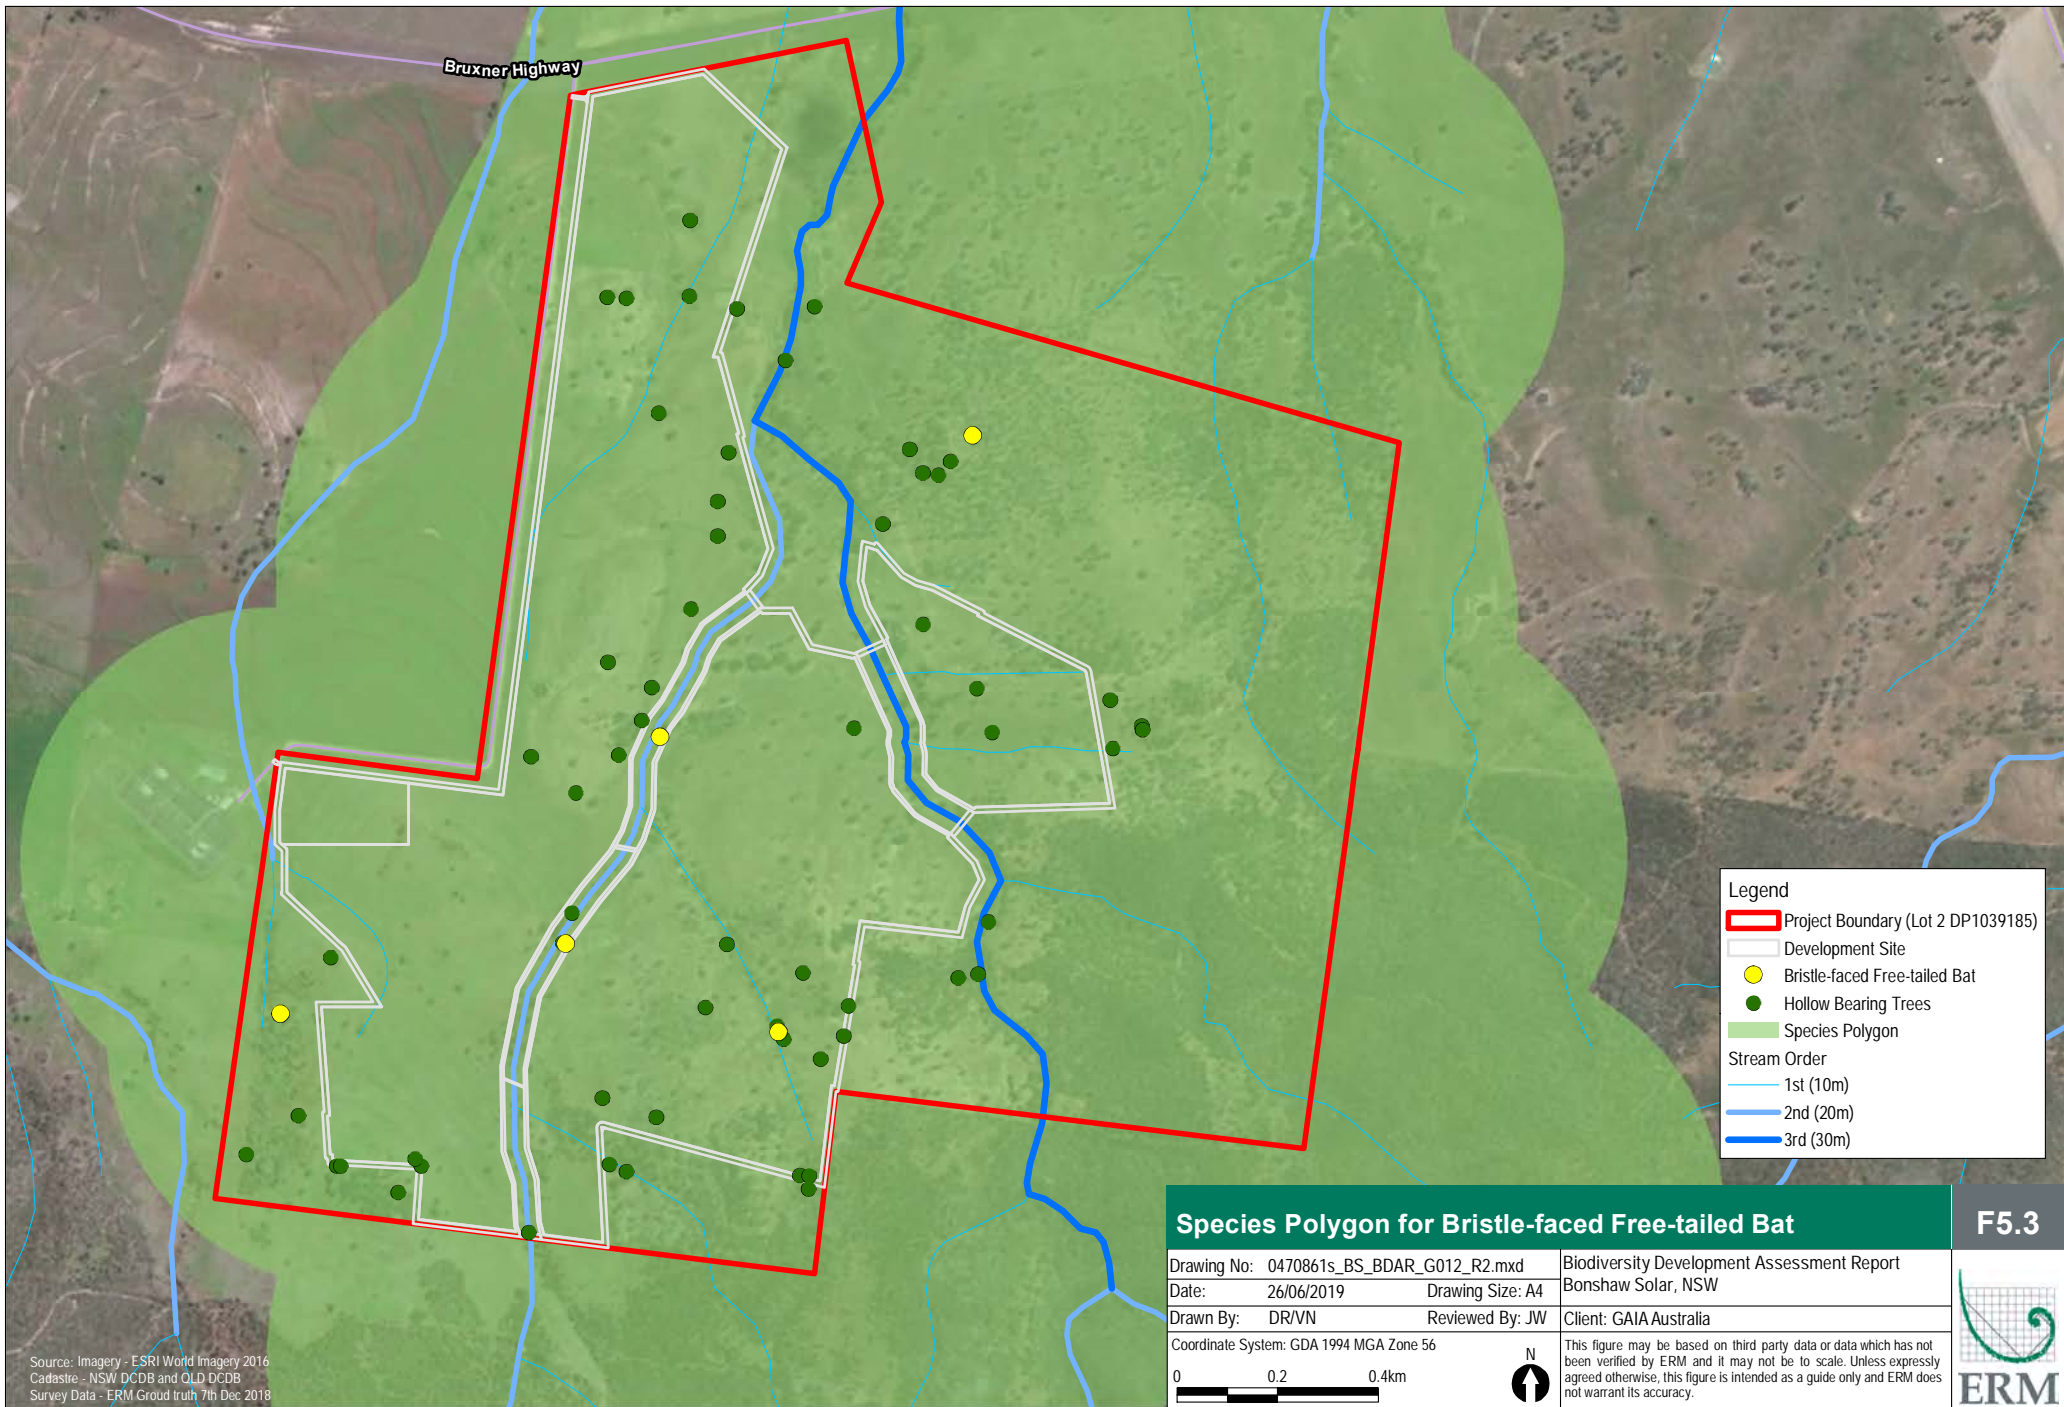 Bruxner Highway
Legend
Project Boundary (Lot 2 DP1039185)
Development Site
Bristle-faced Free-tailed Bat
Hollow Bearing Trees
Species Polygon
Stream Order
1st (10m)
2nd (20m)
3rd (30m)
Species Polygon for Bristle-faced Free-tailed Bat
F5.3
Drawing No: 0470861s_BS_BDAR_G012_R2.mxd
Date: 26/06/2019 Drawing Size: A4
Drawn By: DR/VN Reviewed By: JW
Biodiversity Development Assessment Report
Bonshaw Solar, NSW
Client: GAIA Australia
Coordinate System: GDA 1994 MGA Zone 56
0 0.2 0.4km
N
This figure may be based on third party data or data which has not
been verified by ERM and it may not be to scale. Unless expressly
agreed otherwise, this figure is intended as a guide only and ERM does
not warrant its accuracy.
ERM
Source: Imagery - ESRI World Imagery 2016
Cadastre - NSW DCDB and QLD DCDB
Survey Data - ERM Groud truth 7th Dec 2018